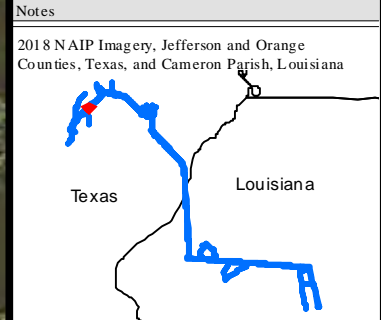 Notes
2018 NAIP Imagery, Jefferson and Orange
Counties, Texas, and Cameron Parish, Louisiana
Texas
Louisiana